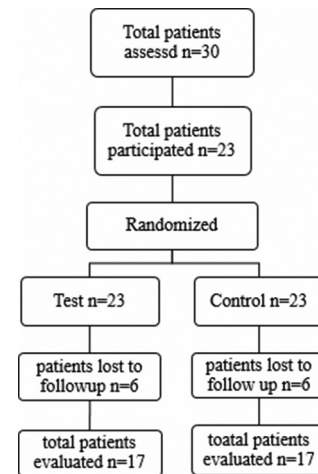 Total patients
assessd n=30
Total patients
participated n=23
Randomized
Test n=23
Control n=23
patients lost to
followup n=6
patients lost to
follow up n=6
total patients
evaluated n=17
toatal patients
evaluated n=17